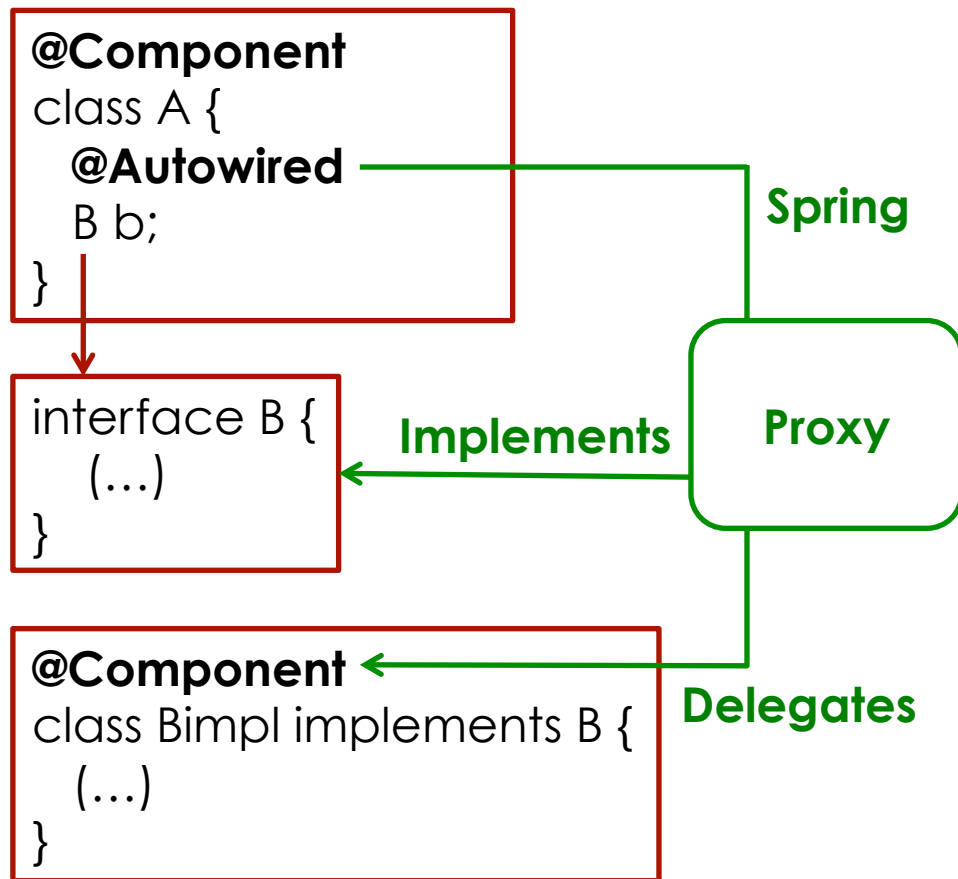 @Component
class A {
@Autowired
B b;
}
Spring
interface B {
(...)
}
Implements
Proxy
@Component
class Bimpl implements B {
(...)
}
Delegates